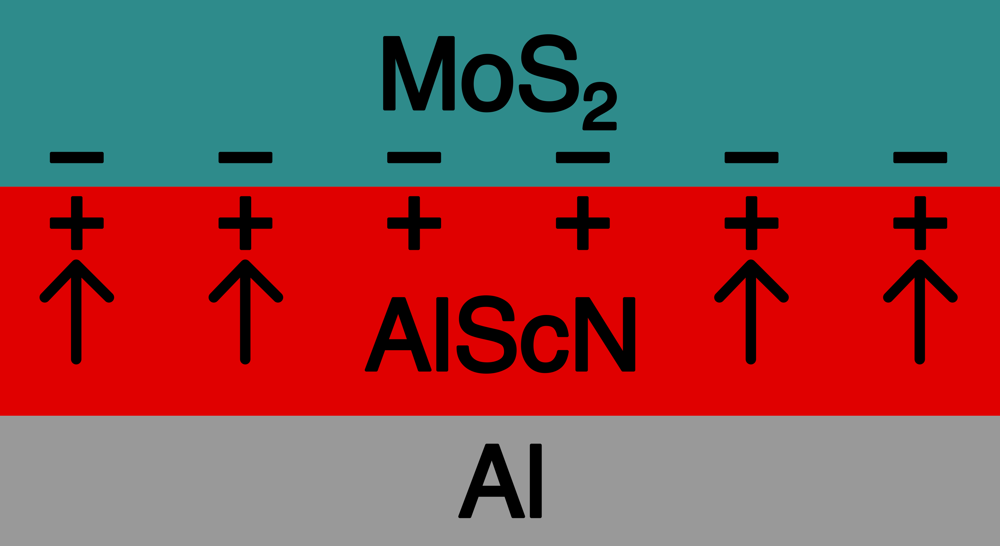 MoS₂
− − − − − −
+ + + + + +
AlScN
Al